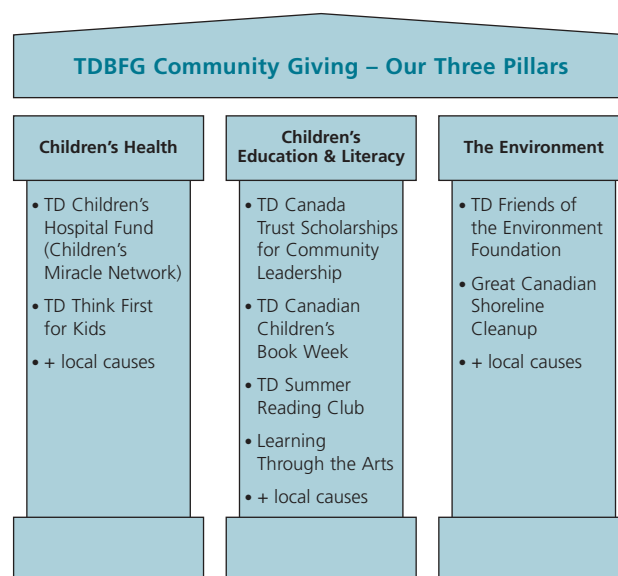 TDBFG Community Giving – Our Three Pillars
Children's Health
• TD Children's
Hospital Fund
(Children's
Miracle Network)
• TD Think First
for Kids
• + local causes
Children's
Education & Literacy
• TD Canada
Trust Scholarships
for Community
Leadership
• TD Canadian
Children's
Book Week
• TD Summer
Reading Club
• Learning
Through the Arts
• + local causes
The Environment
• TD Friends of
the Environment
Foundation
• Great Canadian
Shoreline
Cleanup
• + local causes